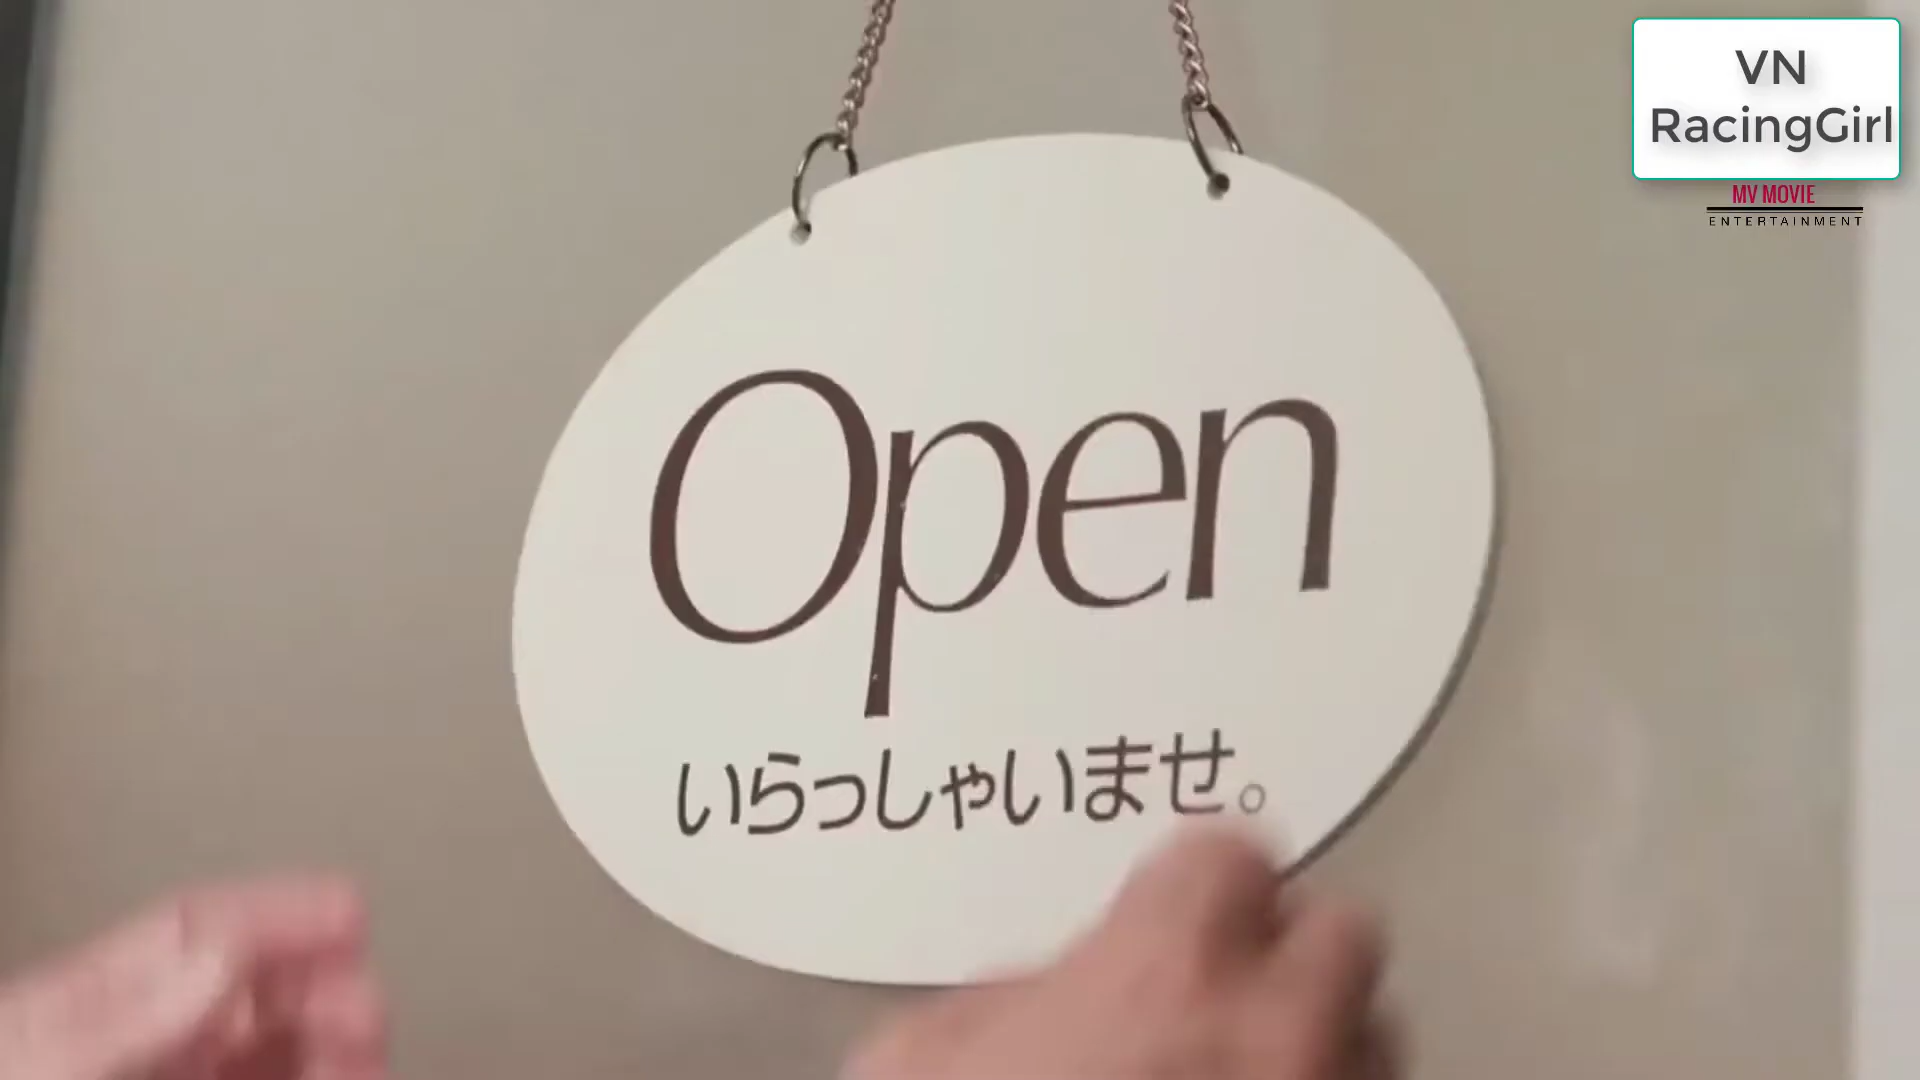 VN
RacingGirl
MV MOVIE
ENTERTAINMENT
Open
いらっしゃいませ。